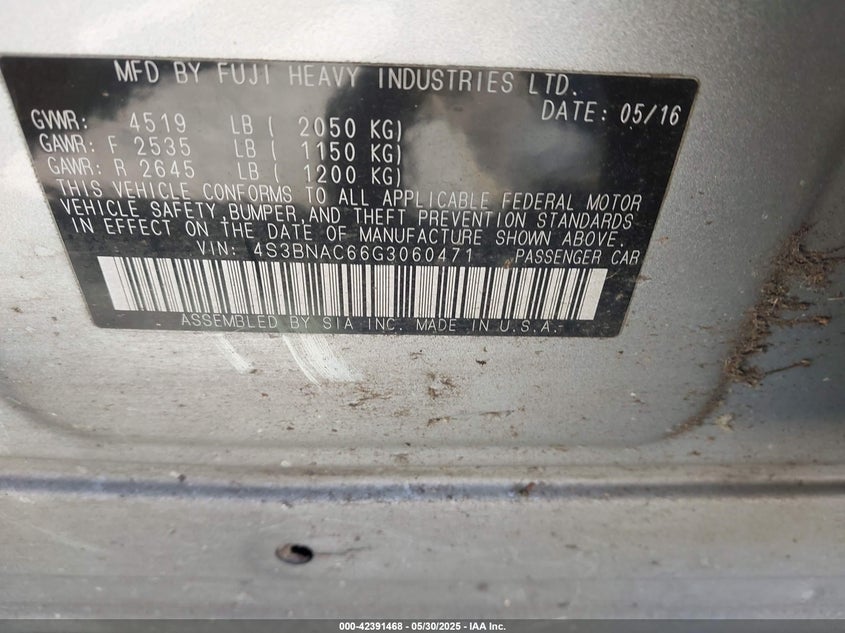 MFD BY FUJI HEAVY INDUSTRIES LTD.
DATE: 05/16
GVWR: 4519 LB ( 2050 KG)
GAWR: F 2535 LB ( 1150 KG)
GAWR: R 2645 LB ( 1200 KG)
THIS VEHICLE CONFORMS TO ALL APPLICABLE FEDERAL MOTOR
VEHICLE SAFETY,BUMPER,AND THEFT PREVENTION STANDARDS
IN EFFECT ON THE DATE OF MANUFACTURE SHOWN ABOVE.
VIN: 4S3BNAC66G3060471 PASSENGER CAR
ASSEMBLED BY SIA INC. MADE IN U.S.A.
000-42391468 - 05/30/2025 - IAA Inc.